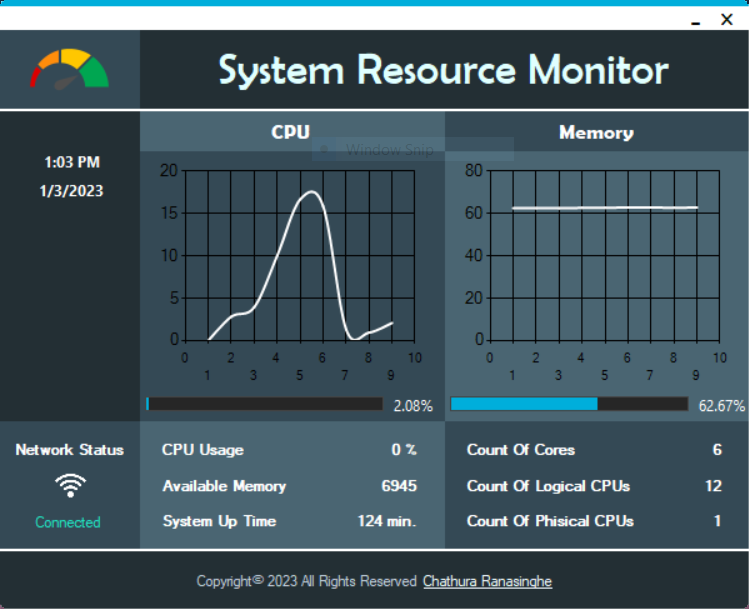 System Resource Monitor
1:03 PM
1/3/2023
CPU
Window Snip
20
15
10
5
0
0 2 4 6 8 10
1 3 5 7 9
2.08%
Memory
80
60
40
20
0
0 2 4 6 8 10
1 3 5 7 9
62.67%
Network Status
Connected
CPU Usage 0 %
Available Memory 6945
System Up Time 124 min.
Count Of Cores 6
Count Of Logical CPUs 12
Count Of Phisical CPUs 1
Copyright© 2023 All Rights Reserved Chathura Ranasinghe